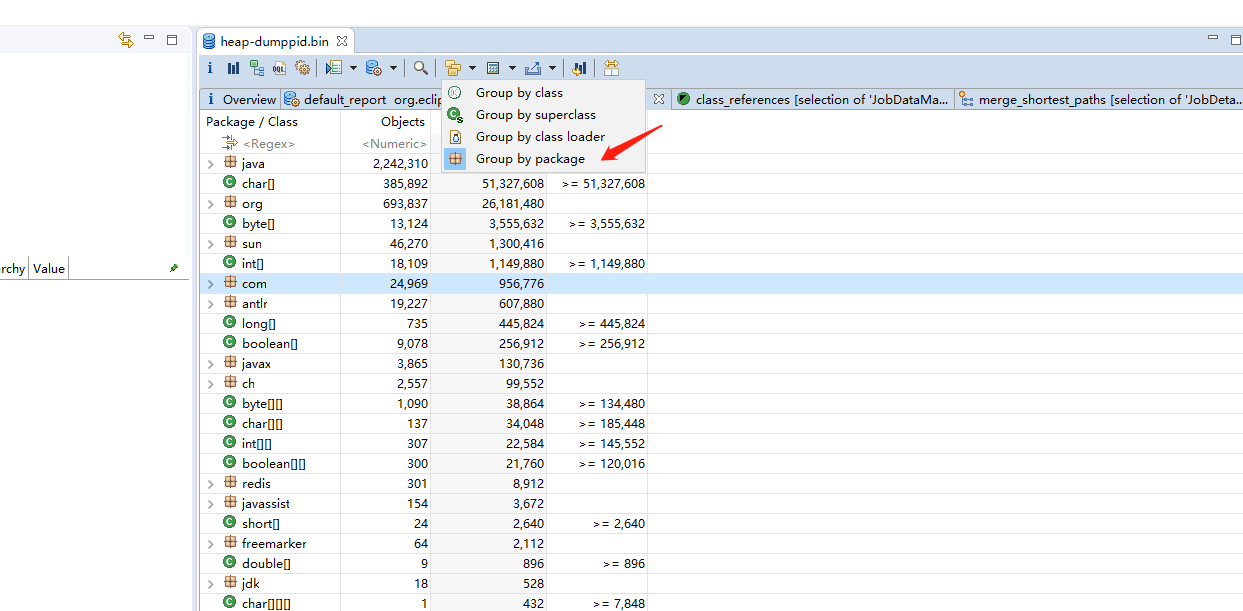 heap-dumppid.bin
i Overview default_report org.eclip class_references [selection of 'JobDataMa... merge_shortest_paths [selection of 'JobDeta...
Group by class
Group by superclass
Group by class loader
Group by package
Package / Class Objects
<Regex> <Numeric>
java 2,242,310
char[] 385,892 51,327,608 >= 51,327,608
org 693,837 26,181,480
byte[] 13,124 3,555,632 >= 3,555,632
sun 46,270 1,300,416
rchy Value
int[] 18,109 1,149,880 >= 1,149,880
com 24,969 956,776
antlr 19,227 607,880
long[] 735 445,824 >= 445,824
boolean[] 9,078 256,912 >= 256,912
javax 3,865 130,736
ch 2,557 99,552
byte[][] 1,090 38,864 >= 134,480
char[][] 137 34,048 >= 185,448
int[][] 307 22,584 >= 145,552
boolean[][] 300 21,760 >= 120,016
redis 301 8,912
javassist 154 3,672
short[] 24 2,640 >= 2,640
freemarker 64 2,112
double[] 9 896 >= 896
jdk 18 528
char[][][] 1 432 >= 7,848